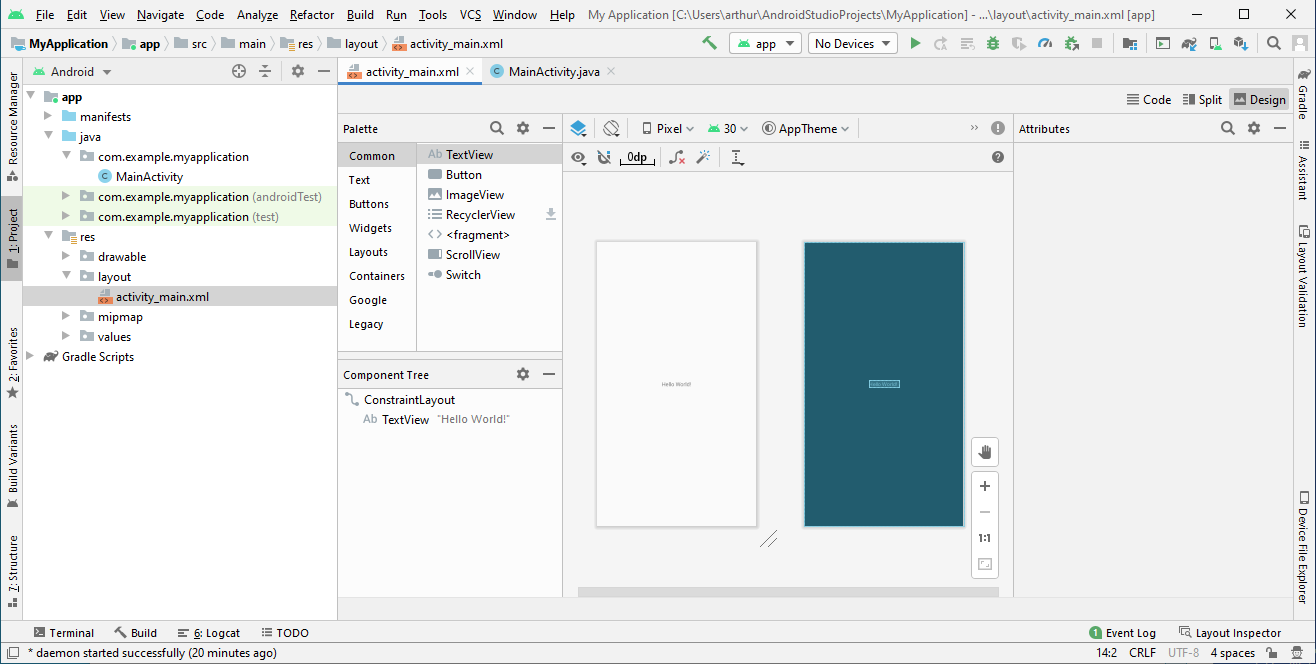 File Edit View Navigate Code Analyze Refactor Build Run Tools VCS Window Help My Application [C:\Users\arthur\AndroidStudioProjects\MyApplication] - ...\layout\activity_main.xml [app]
MyApplication app src main res layout activity_main.xml app No Devices
Android activity_main.xml MainActivity.java
Code Split Design
app
manifests
java
com.example.myapplication
MainActivity
com.example.myapplication (androidTest)
com.example.myapplication (test)
res
drawable
layout
activity_main.xml
mipmap
values
Gradle Scripts
Resource Manager
1: Project
2: Favorites
Build Variants
7: Structure
Palette
Common
Text
Buttons
Widgets
Layouts
Containers
Google
Legacy
Ab TextView
Button
ImageView
RecyclerView
<fragment>
ScrollView
Switch
Component Tree
ConstraintLayout
Ab TextView "Hello World!"
Pixel 30 AppTheme
0dp
Hello World!
Hello World!
1:1
Attributes
Gradle
Assistant
Layout Validation
Device File Explorer
Terminal Build 6: Logcat TODO 1 Event Log Layout Inspector
* daemon started successfully (20 minutes ago) 14:2 CRLF UTF-8 4 spaces